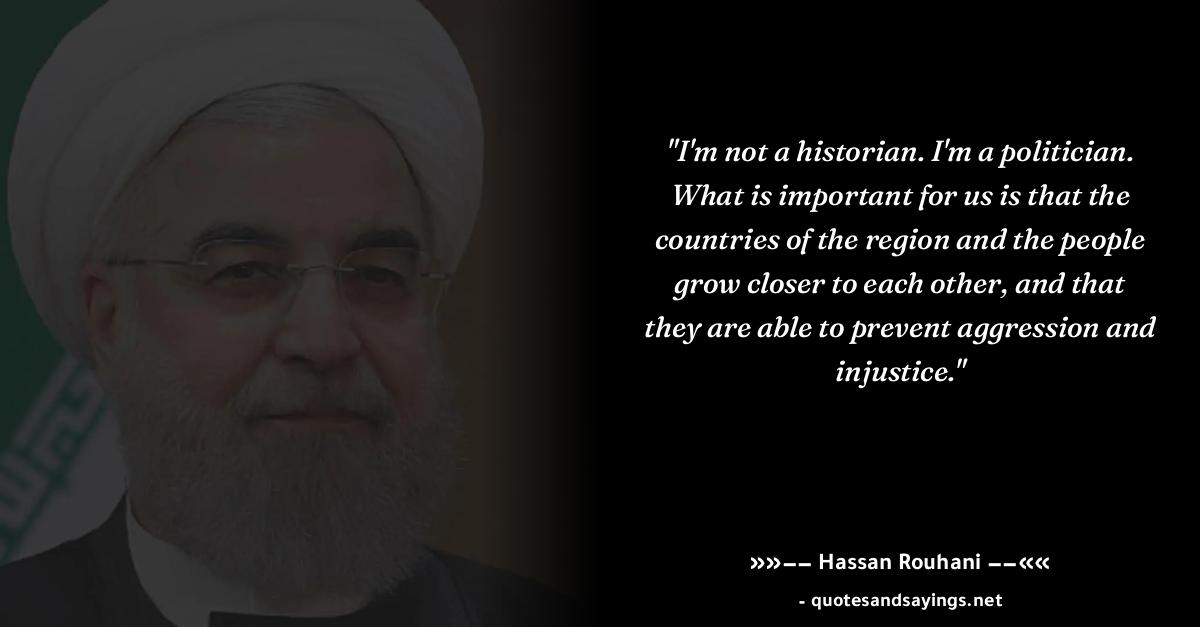 "I'm not a historian. I'm a politician.
What is important for us is that the
countries of the region and the people
grow closer to each other, and that
they are able to prevent aggression and
injustice."
»»−− Hassan Rouhani −−««
- quotesandsayings.net